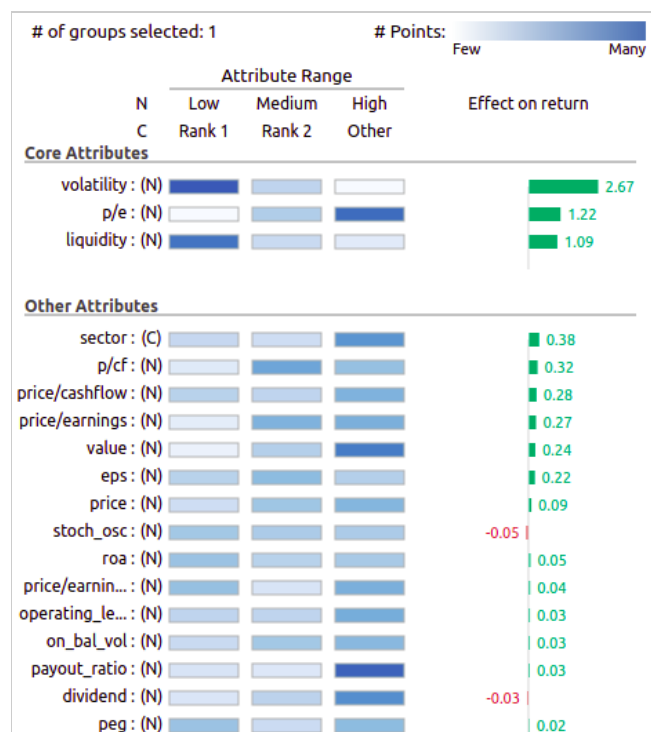 # of groups selected: 1 # Points:
Few Many
Attribute Range
N Low Medium High Effect on return
C Rank 1 Rank 2 Other
Core Attributes
volatility : (N) 2.67
p/e : (N) 1.22
liquidity : (N) 1.09
Other Attributes
sector : (C) 0.38
p/cf : (N) 0.32
price/cashflow : (N) 0.28
price/earnings : (N) 0.27
value : (N) 0.24
eps : (N) 0.22
price : (N) 0.09
stoch_osc : (N) -0.05
roa : (N) 0.05
price/earnin... : (N) 0.04
operating_le... : (N) 0.03
on_bal_vol : (N) 0.03
payout_ratio : (N) 0.03
dividend : (N) -0.03
peg : (N) 0.02